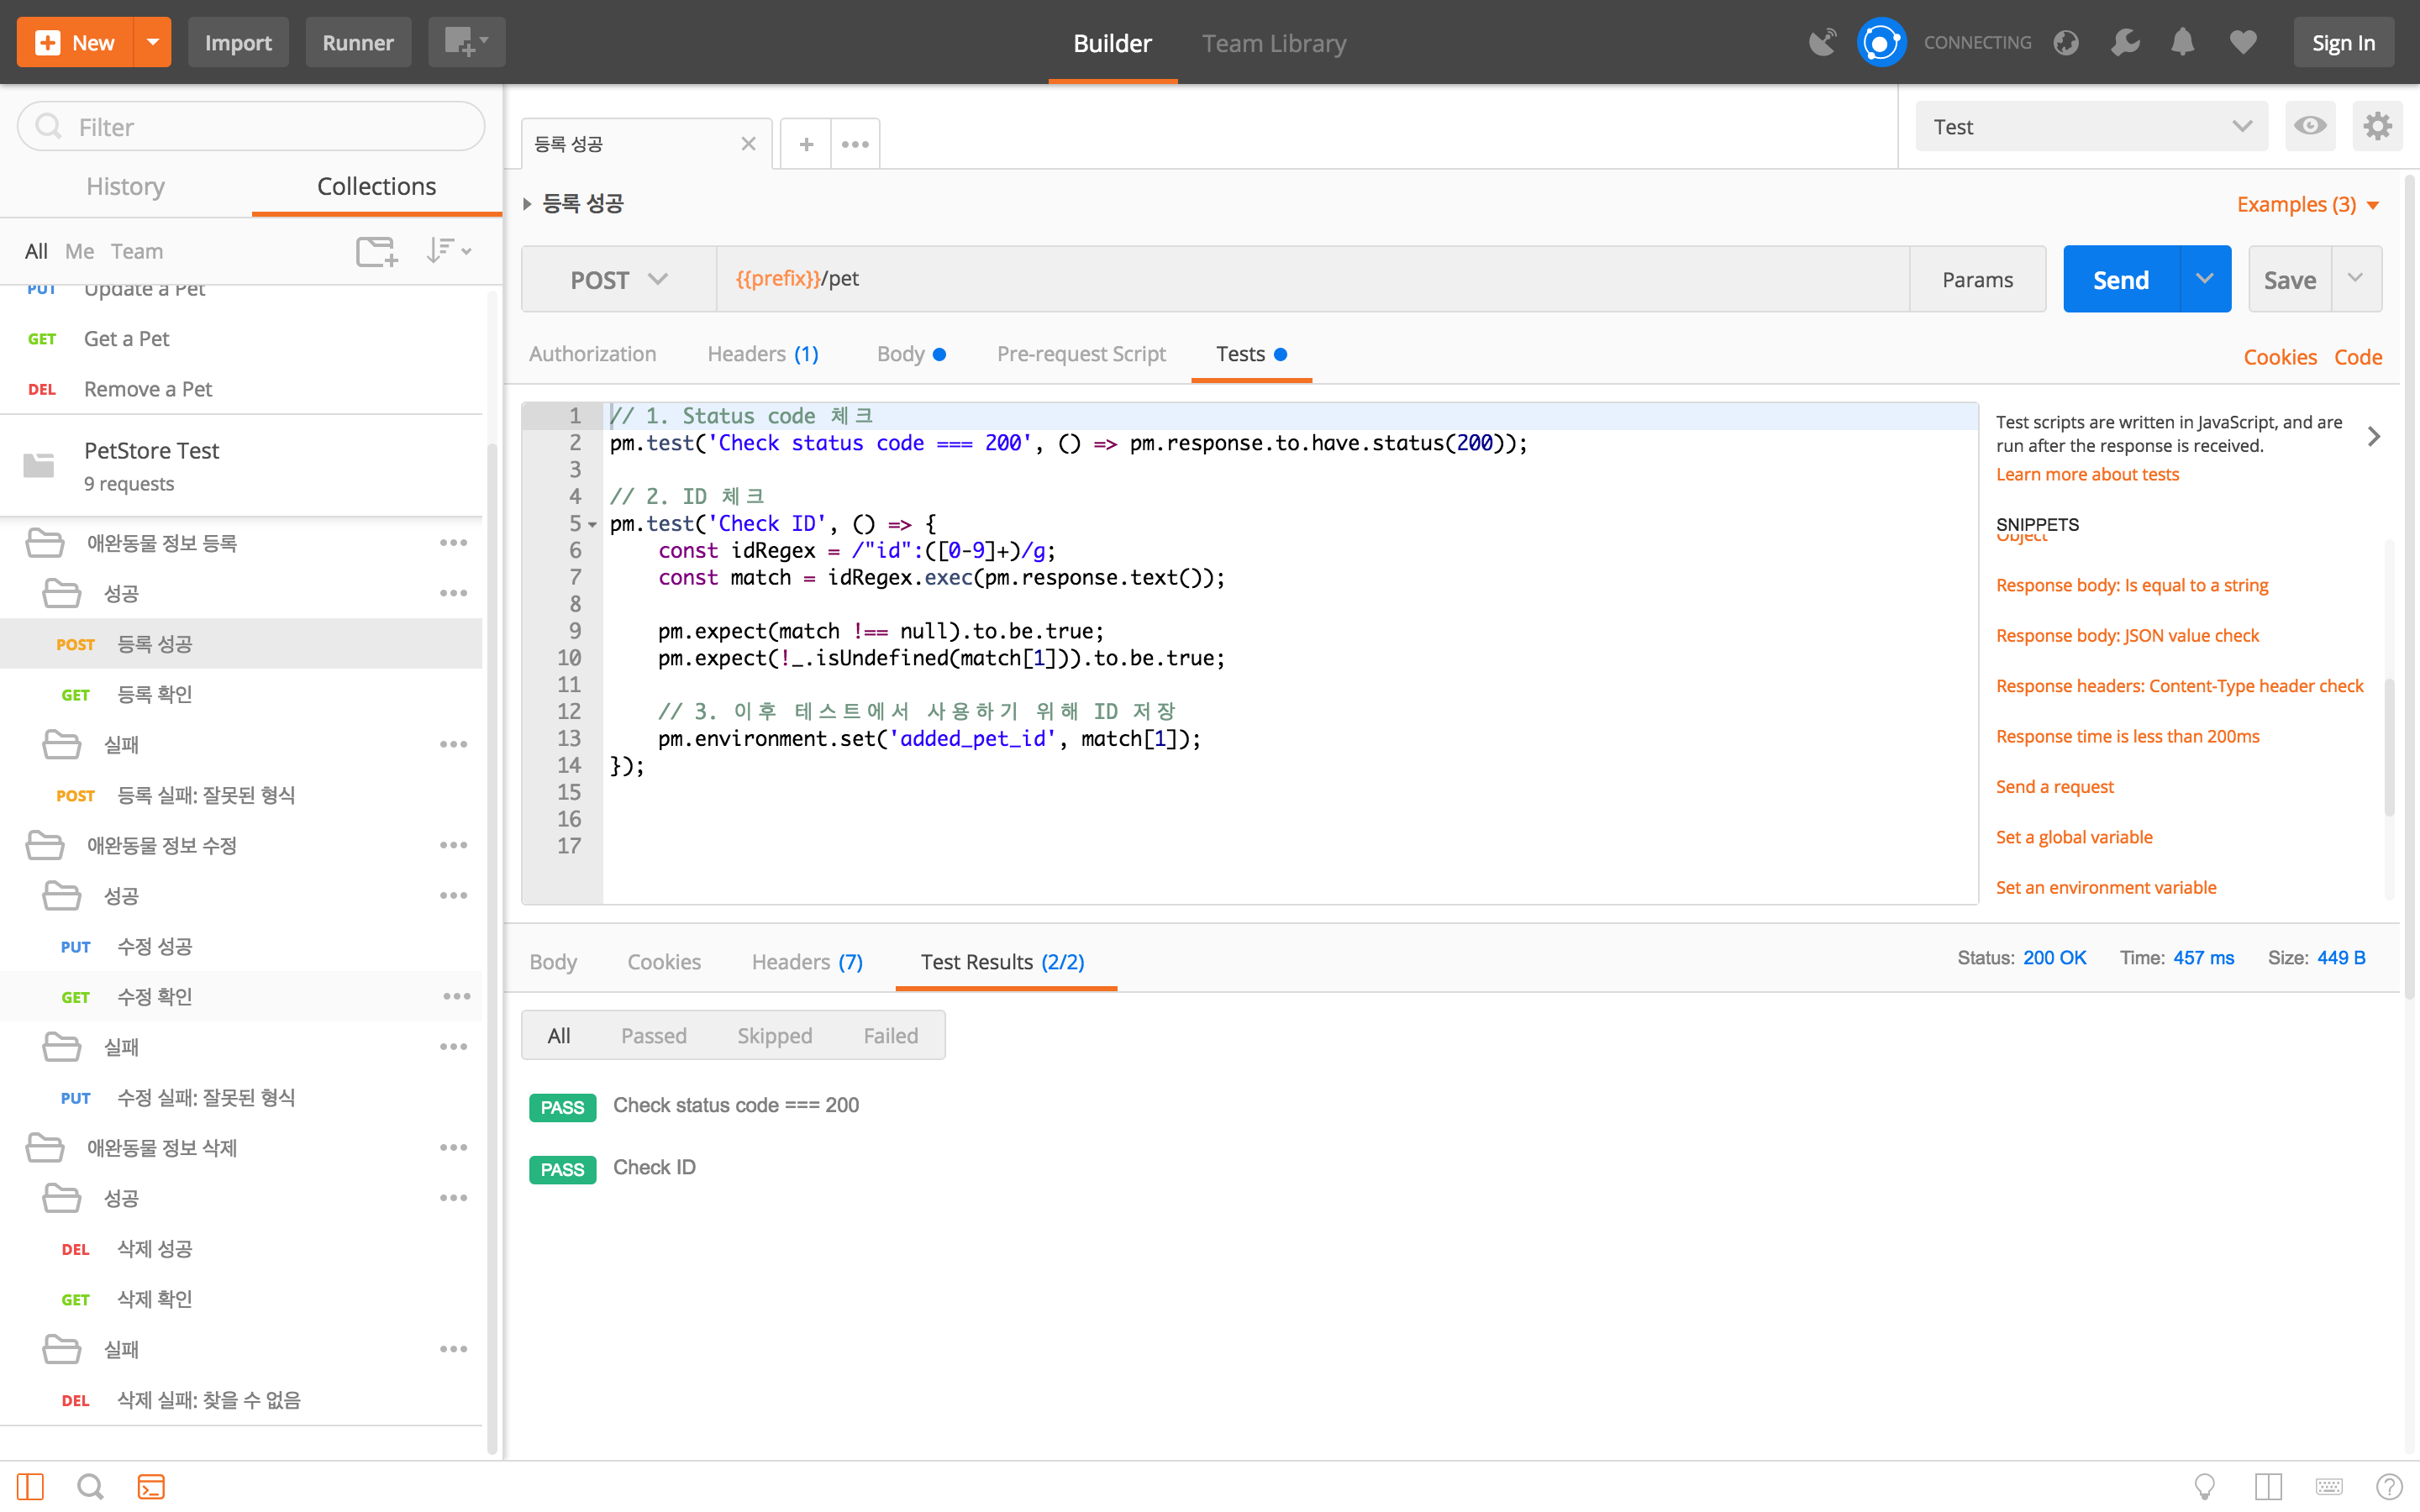 New
Import
Runner
Builder
Team Library
CONNECTING
Sign In
Filter
History
Collections
All
Me
Team
PUT Update a Pet
GET Get a Pet
DEL Remove a Pet
PetStore Test
9 requests
애완동물 정보 등록
성공
POST 등록 성공
GET 등록 확인
실패
POST 등록 실패: 잘못된 형식
애완동물 정보 수정
성공
PUT 수정 성공
GET 수정 확인
실패
PUT 수정 실패: 잘못된 형식
애완동물 정보 삭제
성공
DEL 삭제 성공
GET 삭제 확인
실패
DEL 삭제 실패: 찾을 수 없음
등록 성공
Test
등록 성공
Examples (3)
POST
{{prefix}}/pet
Params
Send
Save
Authorization
Headers (1)
Body
Pre-request Script
Tests
Cookies
Code
1 // 1. Status code 체크
2 pm.test('Check status code === 200', () => pm.response.to.have.status(200));
3
4 // 2. ID 체크
5 pm.test('Check ID', () => {
6     const idRegex = /"id":([0-9]+)/g;
7     const match = idRegex.exec(pm.response.text());
8
9     pm.expect(match !== null).to.be.true;
10     pm.expect(!_.isUndefined(match[1])).to.be.true;
11
12     // 3. 이후 테스트에서 사용하기 위해 ID 저장
13     pm.environment.set('added_pet_id', match[1]);
14 });
15
16
17
Test scripts are written in JavaScript, and are
run after the response is received.
Learn more about tests
SNIPPETS
Object
Response body: Is equal to a string
Response body: JSON value check
Response headers: Content-Type header check
Response time is less than 200ms
Send a request
Set a global variable
Set an environment variable
Body
Cookies
Headers (7)
Test Results (2/2)
Status: 200 OK
Time: 457 ms
Size: 449 B
All
Passed
Skipped
Failed
PASS Check status code === 200
PASS Check ID